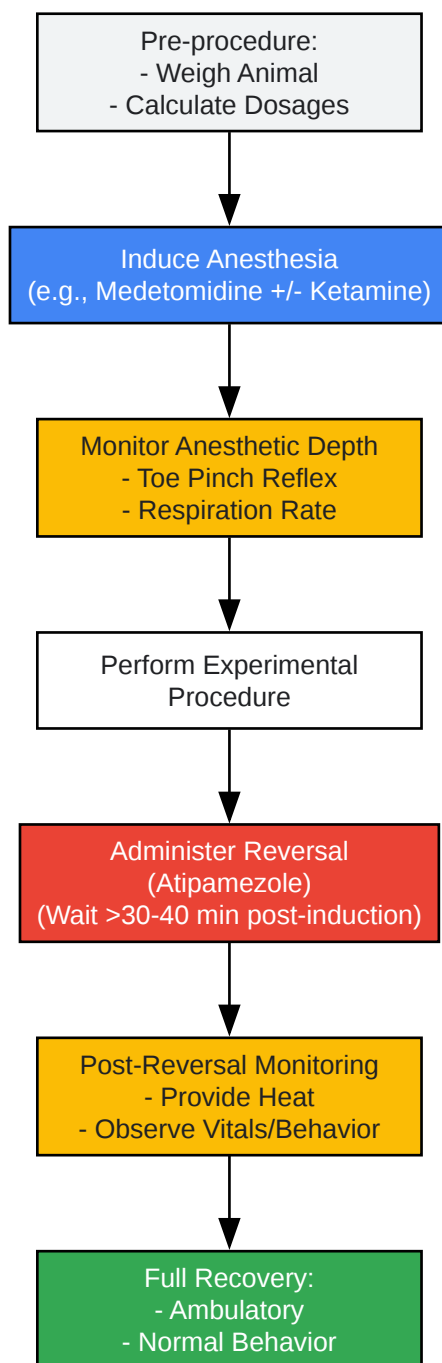 Pre-procedure:
- Weigh Animal
- Calculate Dosages
Induce Anesthesia
(e.g., Medetomidine +/- Ketamine)
Monitor Anesthetic Depth
- Toe Pinch Reflex
- Respiration Rate
Perform Experimental
Procedure
Administer Reversal
(Atipamezole)
(Wait >30-40 min post-induction)
Post-Reversal Monitoring
- Provide Heat
- Observe Vitals/Behavior
Full Recovery:
- Ambulatory
- Normal Behavior